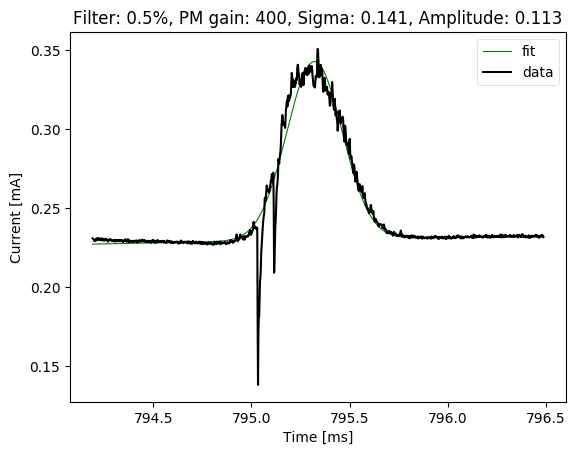 Filter: 0.5%, PM gain: 400, Sigma: 0.141, Amplitude: 0.113
fit
data
0.35
0.30
0.25
0.20
0.15
Current [mA]
794.5 795.0 795.5 796.0 796.5
Time [ms]